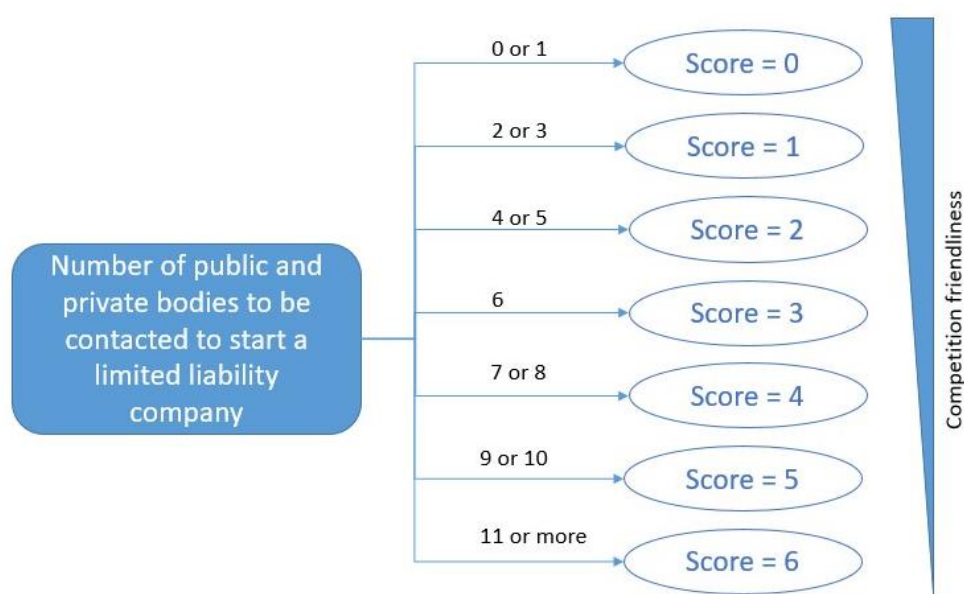 Number of public and
private bodies to be
contacted to start a
limited liability
company
0 or 1
Score = 0
2 or 3
Score = 1
4 or 5
Score = 2
6
Score = 3
7 or 8
Score = 4
9 or 10
Score = 5
11 or more
Score = 6
Competition friendliness